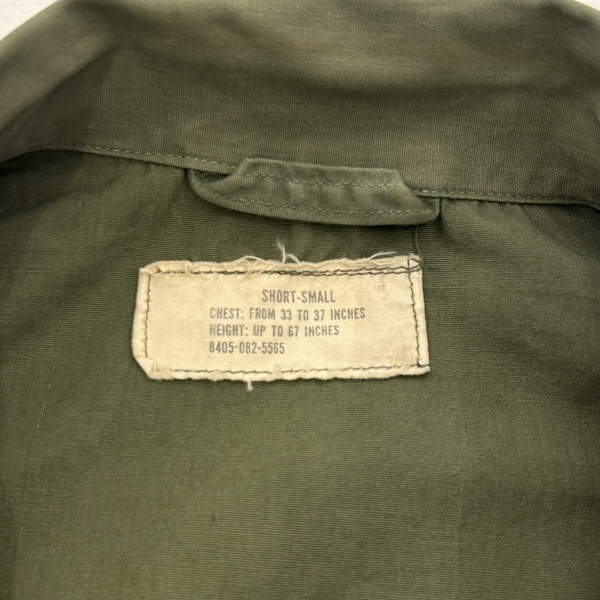 SHORT-SMALL
CHEST: FROM 33 TO 37 INCHES
HEIGHT: UP TO 67 INCHES
8405-082-5565